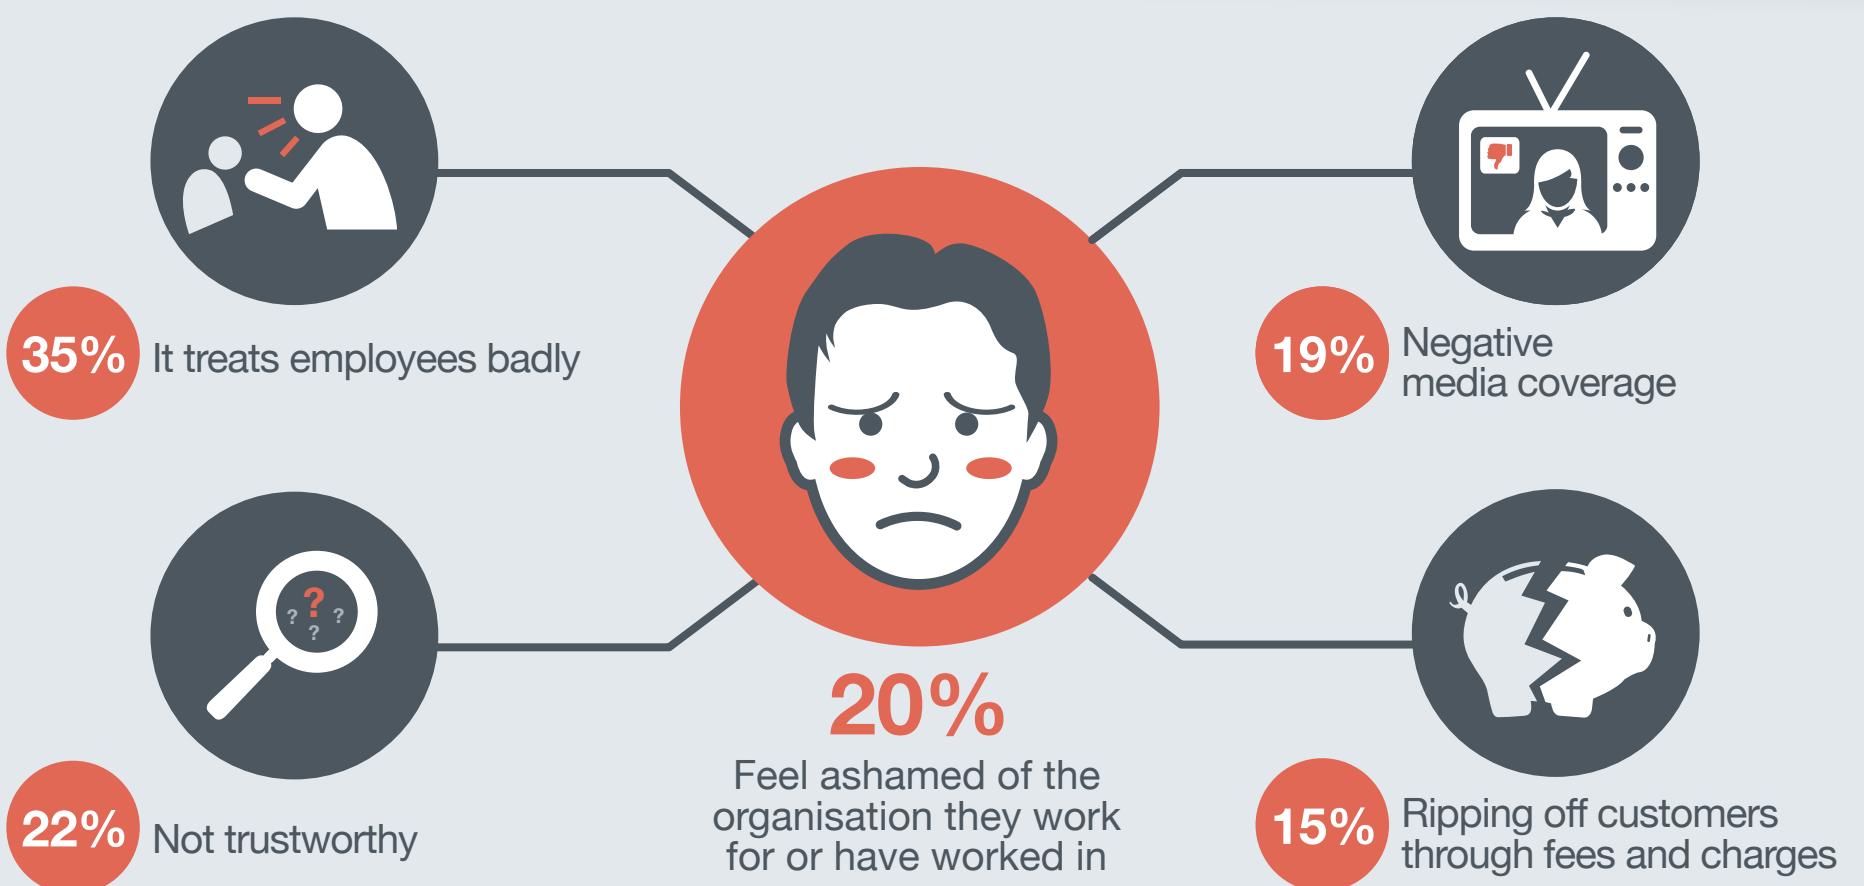 35%
It treats employees badly
19%
Negative
media coverage
?
?
?
?
20%
Feel ashamed of the
organisation they work
for or have worked in
22%
Not trustworthy
15%
Ripping off customers
through fees and charges